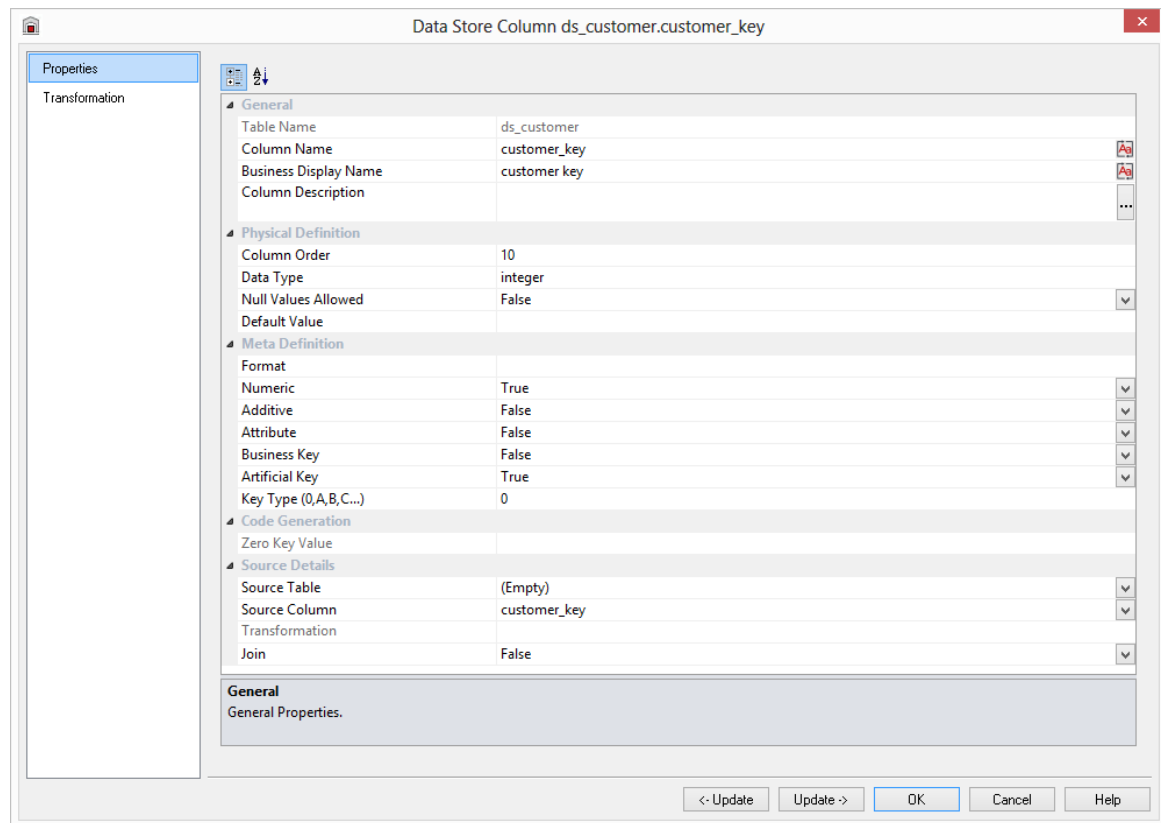 Data Store Column ds_customer.customer_key
Properties
Transformation
General
Table Name ds_customer
Column Name customer_key
Business Display Name customer key
Column Description ...
Physical Definition
Column Order 10
Data Type integer
Null Values Allowed False
Default Value
Meta Definition
Format
Numeric True
Additive False
Attribute False
Business Key False
Artificial Key True
Key Type (0,A,B,C...) 0
Code Generation
Zero Key Value
Source Details
Source Table (Empty)
Source Column customer_key
Transformation
Join False
General
General Properties.
<- Update Update -> OK Cancel Help